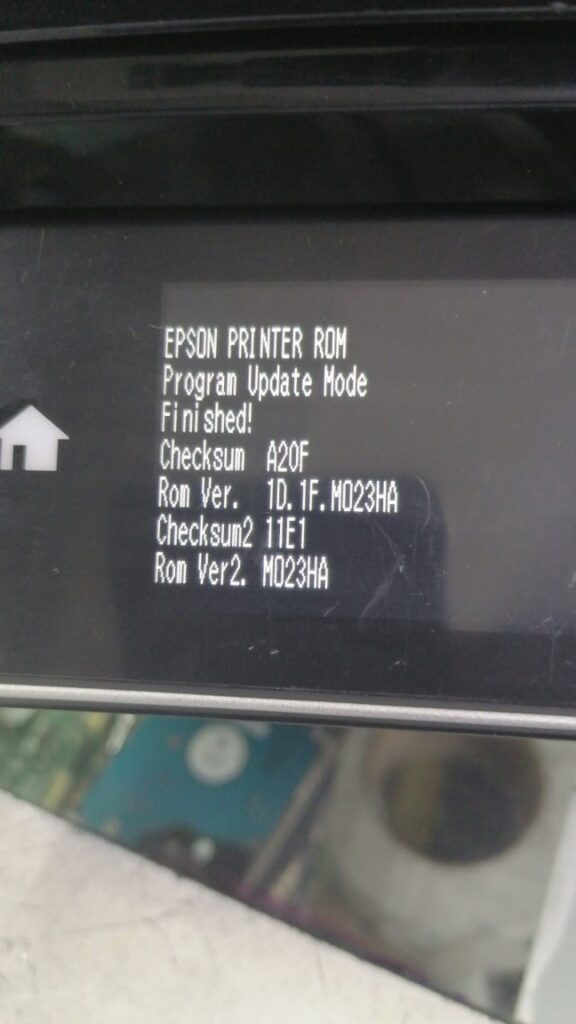 EPSON PRINTER ROM
Program Update Mode
Finished!
Checksum A20F
Rom Ver. 1D.1F.MO23HA
Checksum2 11E1
Rom Ver2. MO23HA